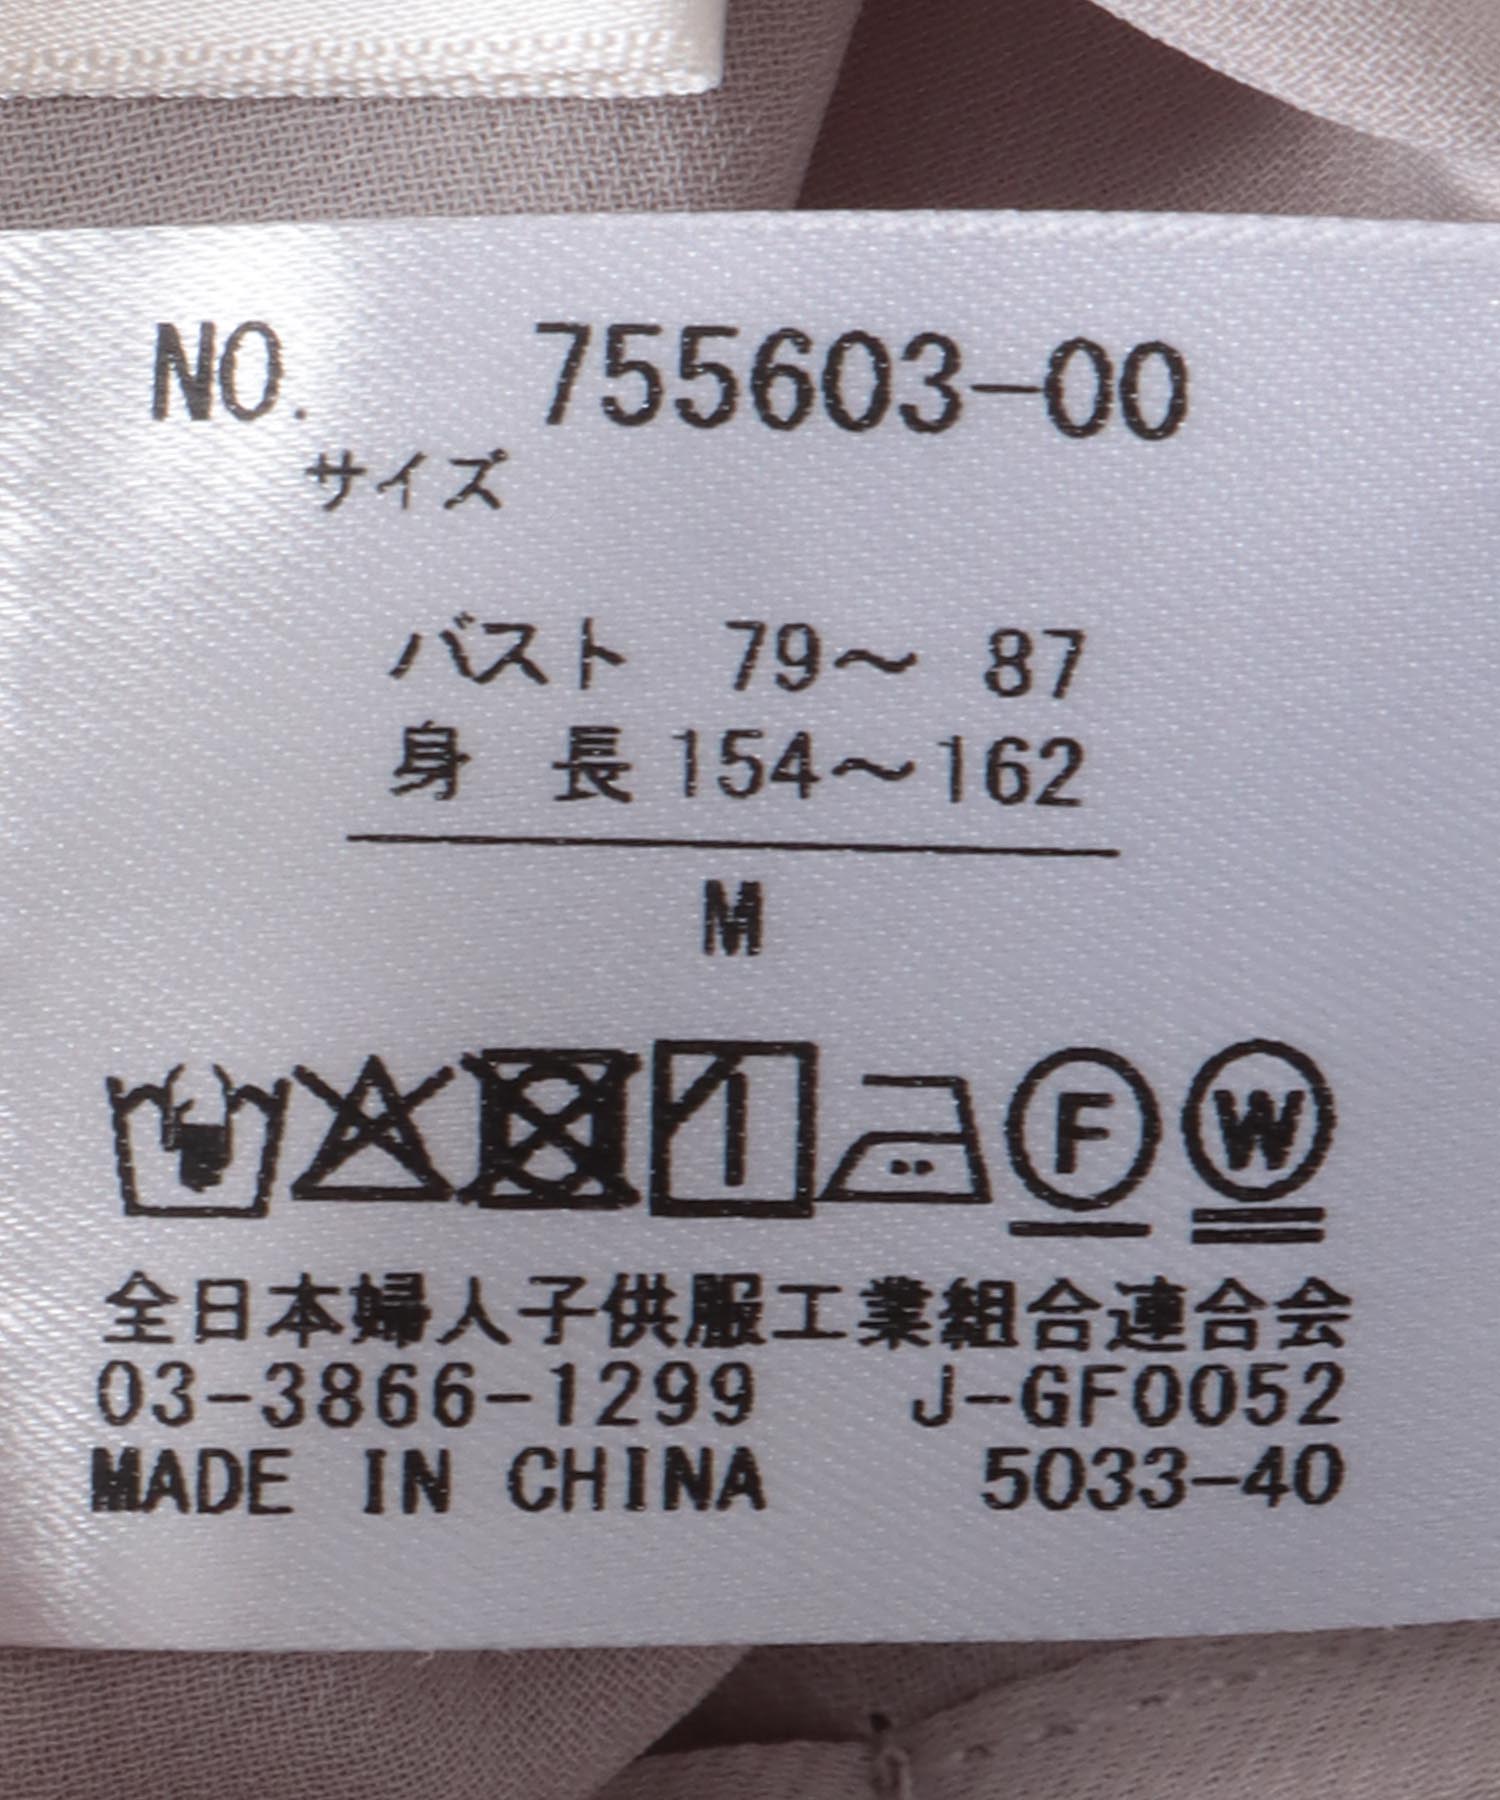 NO. 755603-00
サイズ
バスト 79〜 87
身 長 154〜162
M
F W
全日本婦人子供服工業組合連合会
03-3866-1299 J-GF0052
MADE IN CHINA 5033-40